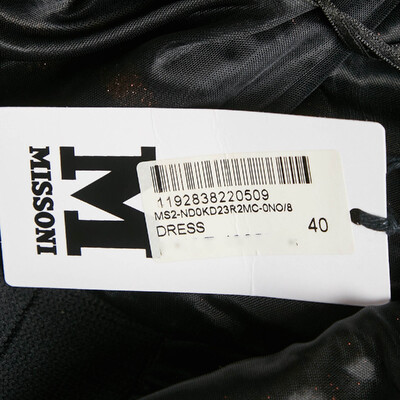 M
MISSONI
1192838220509
MS2-ND0KD23R2MC-0NO/8
DRESS 40